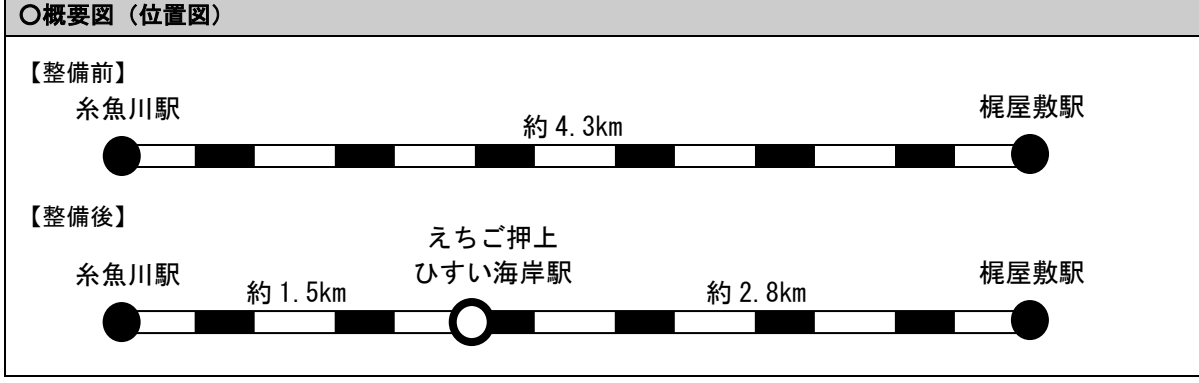 ○概要図（位置図）
【整備前】
糸魚川駅
梶屋敷駅
約4.3km
【整備後】
えちご押上
ひすい海岸駅
糸魚川駅
梶屋敷駅
約1.5km
約2.8km